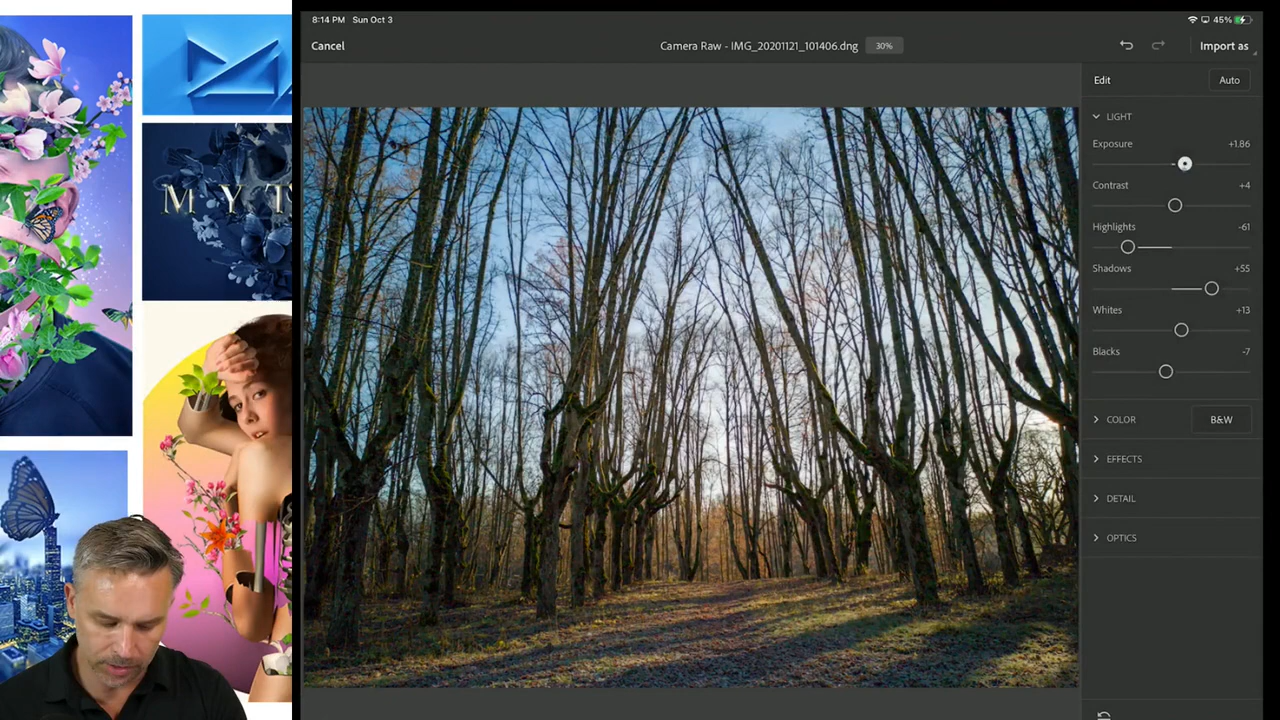 8:14 PM Sun Oct 3
45%
Cancel
Camera Raw - IMG_20201121_101406.dng
30%
Import as
Edit
Auto
LIGHT
Exposure +1.86
Contrast +4
Highlights -61
Shadows +55
Whites +13
Blacks -7
COLOR
B&W
EFFECTS
DETAIL
OPTICS
M Y T